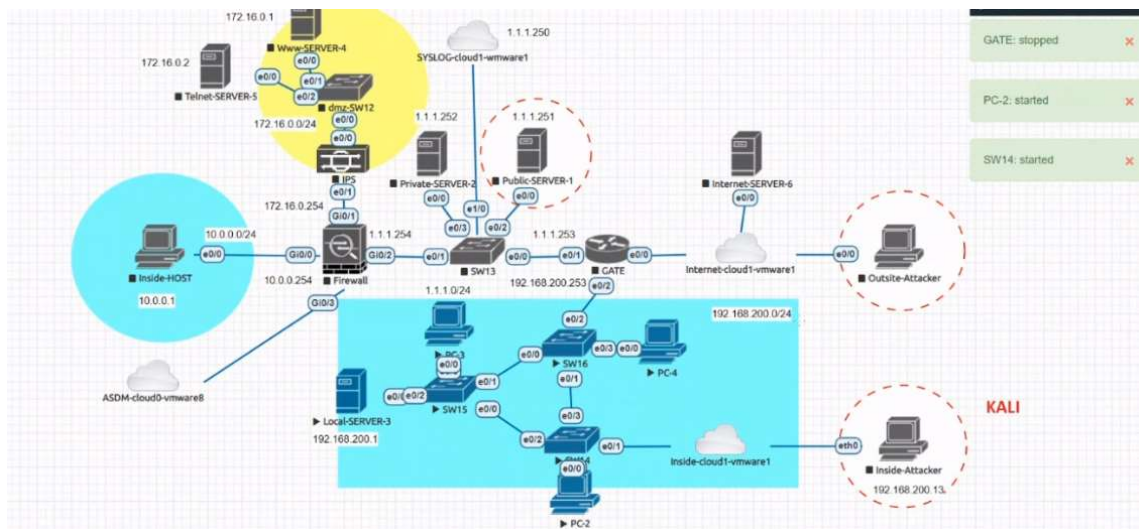 172.16.0.1
Www-SERVER-4
1.1.1.250
SYSLOG-cloud1-wmware1
GATE: stopped
172.16.0.2
e0/0
e0/0
e0/1
e0/2
Telnet-SERVER-5
dmz-SW12
PC-2: started
172.16.0.0/24
e0/0
e0/0
1.1.1.252
1.1.1.251
IPS
Private-SERVER-2
Public-SERVER-1
Internet-SERVER-6
SW14: started
e0/1
e0/0
e1/0
e0/0
e0/0
172.16.0.254
Gi0/1
e0/3
e0/2
10.0.0.0/24
1.1.1.254
1.1.1.253
e0/0
Gi0/0
Gi0/2
e0/1
e0/0
e0/1
e0/0
e0/0
SW13
GATE
Internet-cloud1-vmware1
Inside-HOST
10.0.0.254
Firewall
192.168.200.253
Outsite-Attacker
10.0.0.1
Gi0/3
1.1.1.0/24
e0/2
192.168.200.0/24
e0/2
PC-3
e0/0
e0/0
e0/3
e0/0
SW16
PC-4
ASDM-cloud0-vmware8
e0/2
e0/1
SW15
e0/1
KALI
Local-SERVER-3
e0/0
e0/3
192.168.200.1
e0/2
e0/1
eth0
SW14
Inside-cloud1-vmware1
Inside-Attacker
e0/0
PC-2